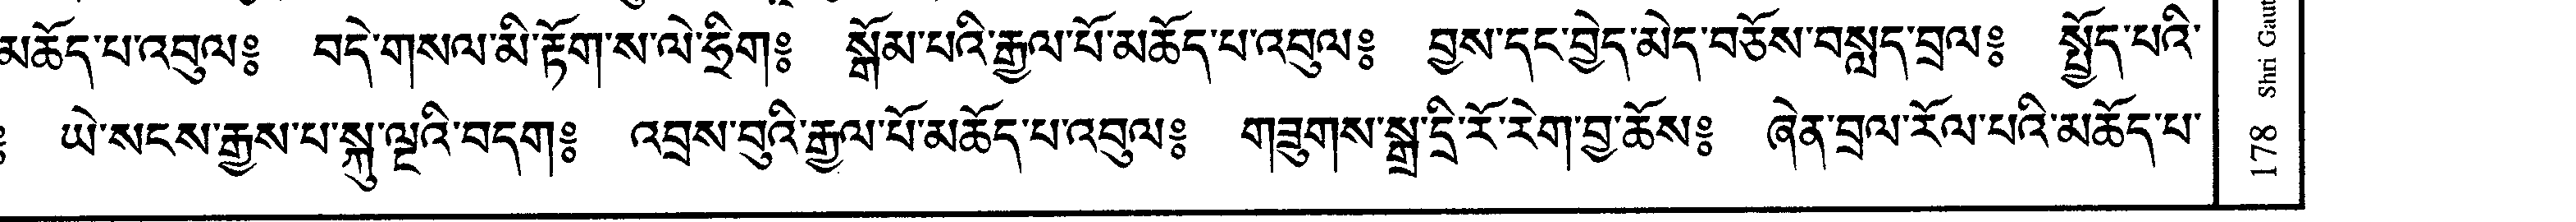 མཆོད་པ་འབུལ༔ བདེ་གསལ་མི་རྟོག་ས་ལེ་ཧྲིག༔ སྒོམ་པའི་རྒྱལ་པོ་མཆོད་པ་འབུལ༔ བྱས་དང་བྱེད་མེད་བཅོས་བསླད་བྲལ༔ སྤྱོད་པའི་
༔ ཡེ་སངས་རྒྱས་པ་སྐུ་ལྔའི་བདག༔ འབྲས་བུའི་རྒྱལ་པོ་མཆོད་པ་འབུལ༔ གཟུགས་སྒྲ་དྲི་རོ་རེག་བྱ་ཆོས༔ ཞེན་བྲལ་རོལ་པའི་མཆོད་པ་
178 Shri Gaut